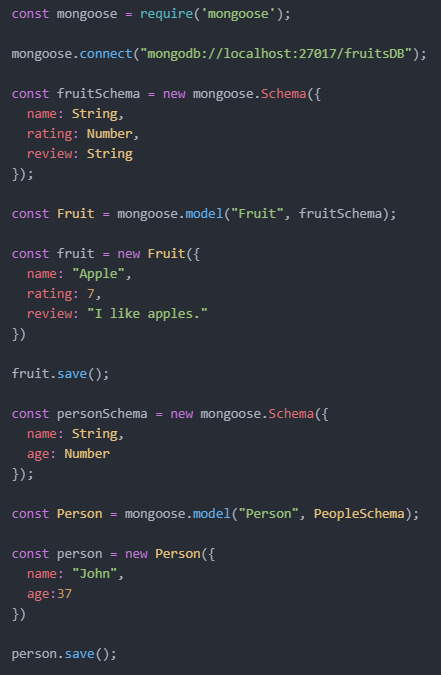 const mongoose = require('mongoose');
mongoose.connect("mongodb://localhost:27017/fruitsDB");
const fruitSchema = new mongoose.Schema({
  name: String,
  rating: Number,
  review: String
});
const Fruit = mongoose.model("Fruit", fruitSchema);
const fruit = new Fruit({
  name: "Apple",
  rating: 7,
  review: "I like apples."
})
fruit.save();
const personSchema = new mongoose.Schema({
  name: String,
  age: Number
});
const Person = mongoose.model("Person", PeopleSchema);
const person = new Person({
  name: "John",
  age:37
})
person.save();